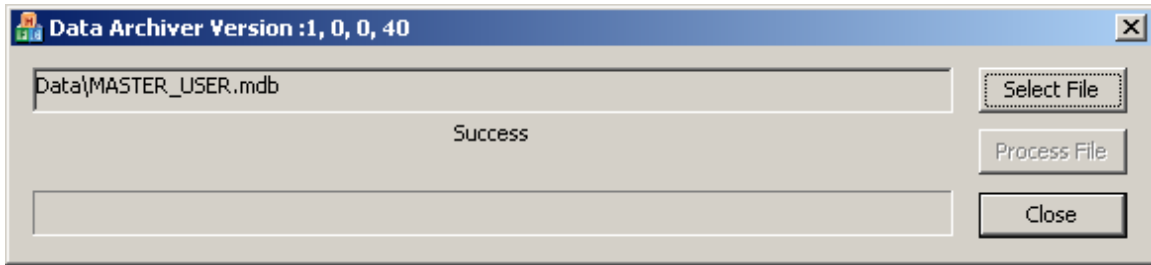 Data Archiver Version :1, 0, 0, 40
Data\MASTER_USER.mdb
Select File
Success
Process File
Close